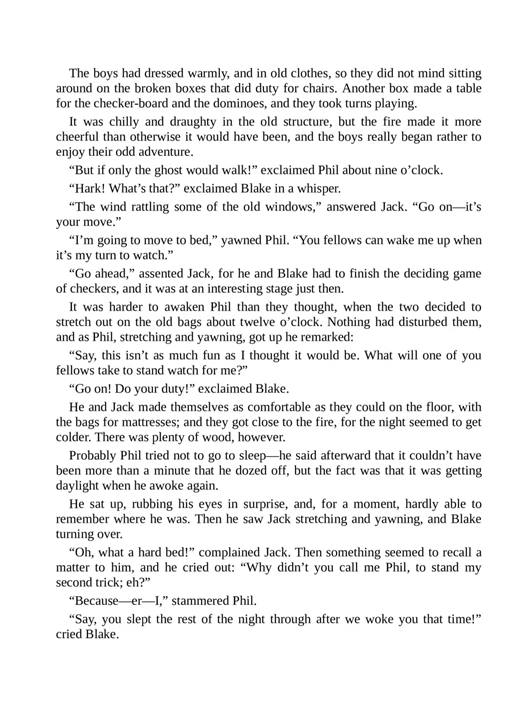 The boys had dressed warmly, and in old clothes, so they did not mind sitting
around on the broken boxes that did duty for chairs. Another box made a table
for the checker-board and the dominoes, and they took turns playing.
It was chilly and draughty in the old structure, but the fire made it more
cheerful than otherwise it would have been, and the boys really began rather to
enjoy their odd adventure.
“But if only the ghost would walk!” exclaimed Phil about nine o’clock.
“Hark! What’s that?” exclaimed Blake in a whisper.
“The wind rattling some of the old windows,” answered Jack. “Go on—it’s
your move.”
“I’m going to move to bed,” yawned Phil. “You fellows can wake me up when
it’s my turn to watch.”
“Go ahead,” assented Jack, for he and Blake had to finish the deciding game
of checkers, and it was at an interesting stage just then.
It was harder to awaken Phil than they thought, when the two decided to
stretch out on the old bags about twelve o’clock. Nothing had disturbed them,
and as Phil, stretching and yawning, got up he remarked:
“Say, this isn’t as much fun as I thought it would be. What will one of you
fellows take to stand watch for me?”
“Go on! Do your duty!” exclaimed Blake.
He and Jack made themselves as comfortable as they could on the floor, with
the bags for mattresses; and they got close to the fire, for the night seemed to get
colder. There was plenty of wood, however.
Probably Phil tried not to go to sleep—he said afterward that it couldn’t have
been more than a minute that he dozed off, but the fact was that it was getting
daylight when he awoke again.
He sat up, rubbing his eyes in surprise, and, for a moment, hardly able to
remember where he was. Then he saw Jack stretching and yawning, and Blake
turning over.
“Oh, what a hard bed!” complained Jack. Then something seemed to recall a
matter to him, and he cried out: “Why didn’t you call me Phil, to stand my
second trick; eh?”
“Because—er—I,” stammered Phil.
“Say, you slept the rest of the night through after we woke you that time!”
cried Blake.